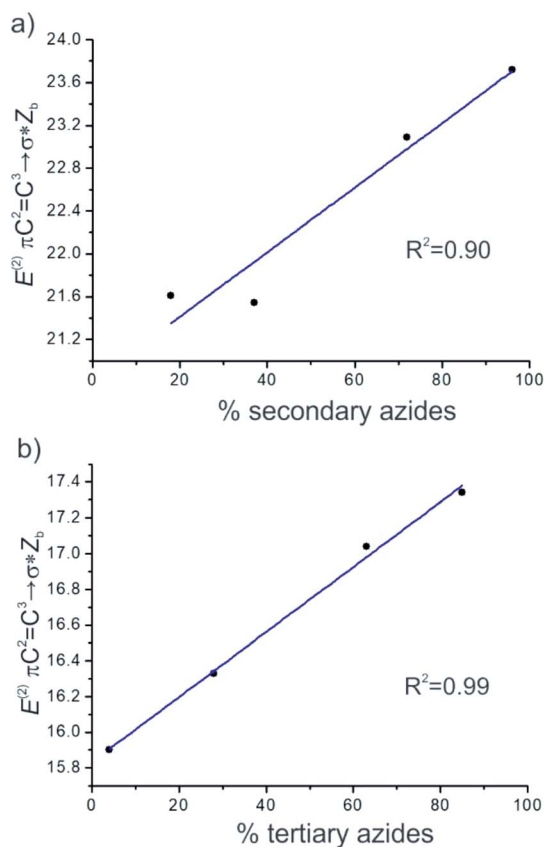 a)
24.0
23.6
23.2
22.8
22.4
22.0
21.6
21.2
E⁽²⁾ πC²=C³→σ*Z_b
R²=0.90
0 20 40 60 80 100
% secondary azides
b)
17.4
17.2
17.0
16.8
16.6
16.4
16.2
16.0
15.8
E⁽²⁾ πC²=C³→σ*Z_b
R²=0.99
0 20 40 60 80 100
% tertiary azides